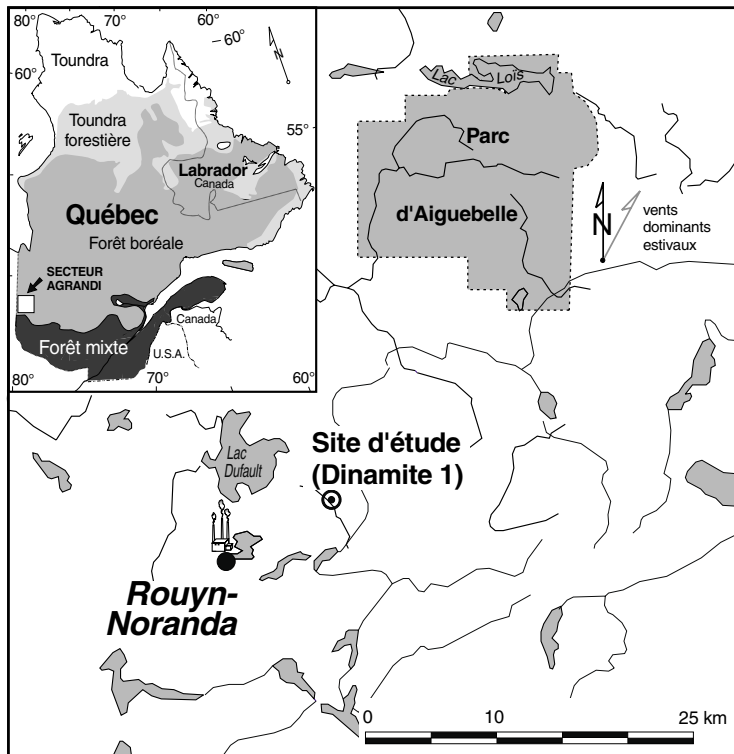 80°
70°
60°
60°
60°
N
Toundra
Toundra
forestière
55°
Labrador
Canada
Québec
Forêt boréale
SECTEUR
AGRANDI
Forêt mixte
Canada
U.S.A.
80°
70°
60°
Lac Loïs
Parc
d'Aiguebelle
N
vents
dominants
estivaux
Lac
Dufault
Site d'étude
(Dinamite 1)
Rouyn-
Noranda
0 10 25 km